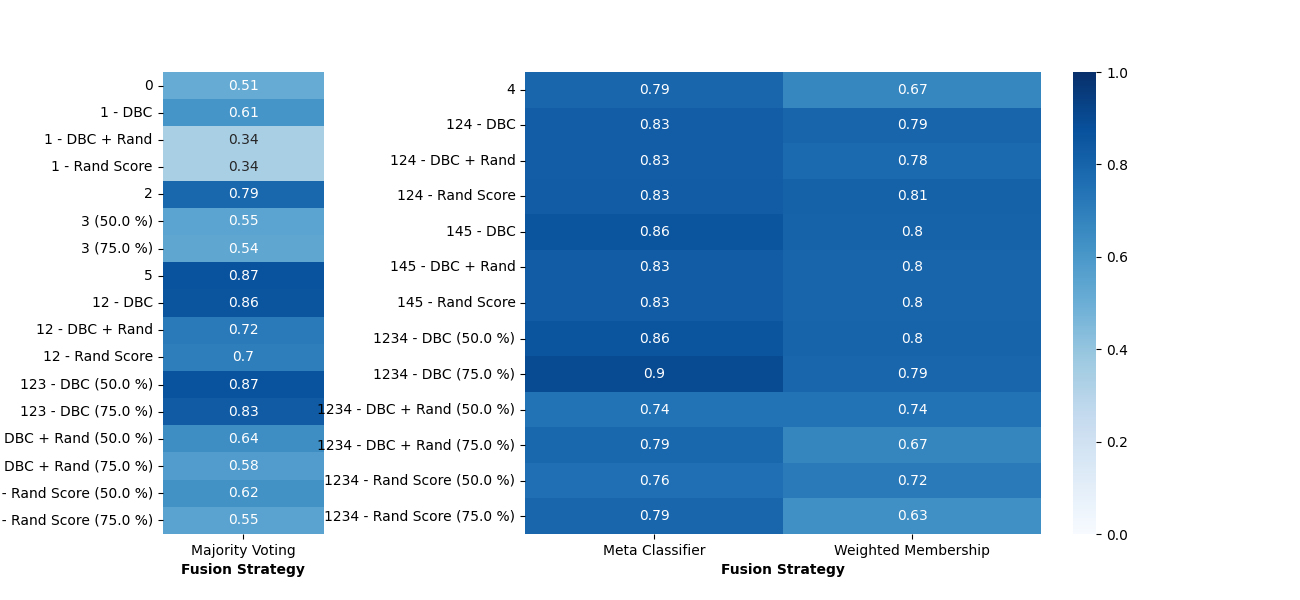 0 0.51
1 - DBC 0.61
1 - DBC + Rand 0.34
1 - Rand Score 0.34
2 0.79
3 (50.0 %) 0.55
3 (75.0 %) 0.54
5 0.87
12 - DBC 0.86
12 - DBC + Rand 0.72
12 - Rand Score 0.7
123 - DBC (50.0 %) 0.87
123 - DBC (75.0 %) 0.83
DBC + Rand (50.0 %) 0.64
DBC + Rand (75.0 %) 0.58
- Rand Score (50.0 %) 0.62
- Rand Score (75.0 %) 0.55
Majority Voting
Fusion Strategy
4 0.79 0.67
124 - DBC 0.83 0.79
124 - DBC + Rand 0.83 0.78
124 - Rand Score 0.83 0.81
145 - DBC 0.86 0.8
145 - DBC + Rand 0.83 0.8
145 - Rand Score 0.83 0.8
1234 - DBC (50.0 %) 0.86 0.8
1234 - DBC (75.0 %) 0.9 0.79
1234 - DBC + Rand (50.0 %) 0.74 0.74
1234 - DBC + Rand (75.0 %) 0.79 0.67
1234 - Rand Score (50.0 %) 0.76 0.72
1234 - Rand Score (75.0 %) 0.79 0.63
Meta Classifier Weighted Membership
Fusion Strategy
1.0
0.8
0.6
0.4
0.2
0.0